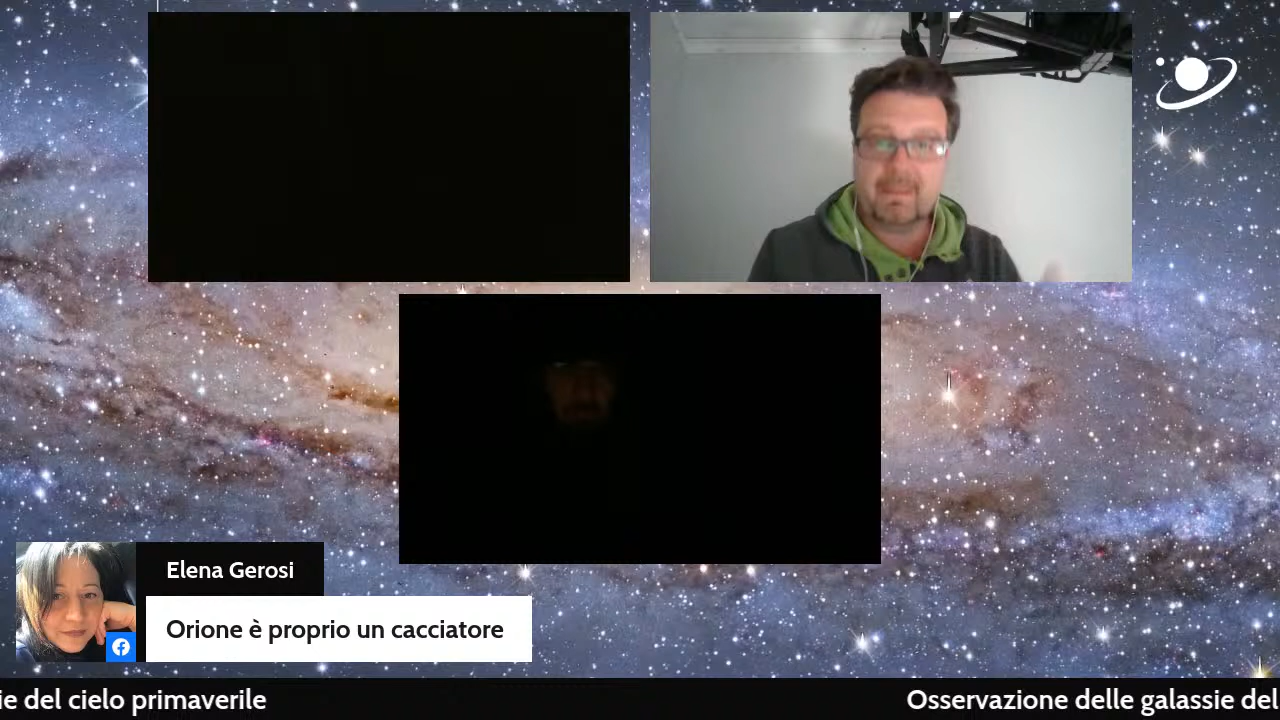 Elena Gerosi
Orione è proprio un cacciatore
ie del cielo primaverile
Osservazione delle galassie del